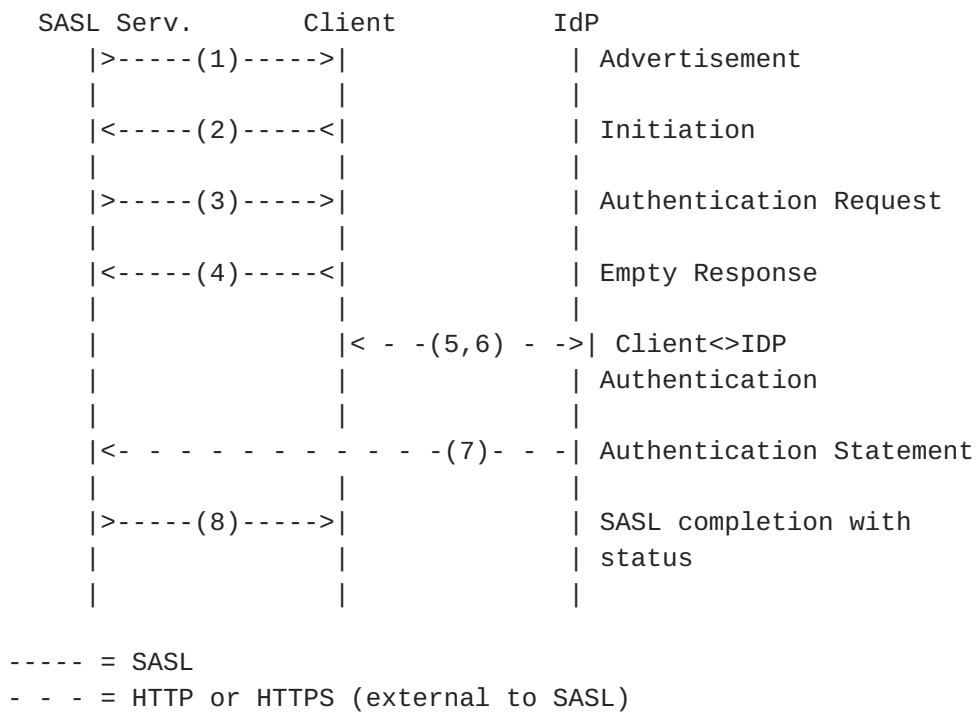 SASL Serv.       Client          IdP
     |>-----(1)----->|               | Advertisement
     |               |               |
     |<-----(2)-----<|               | Initiation
     |               |               |
     |>-----(3)----->|               | Authentication Request
     |               |               |
     |<-----(4)-----<|               | Empty Response
     |               |               |
     |               |< - -(5,6) - ->| Client<>IDP
     |               |               | Authentication
     |               |               |
     |<- - - - - - - - - - -(7)- - - -| Authentication Statement
     |               |               |
     |>-----(8)----->|               | SASL completion with
     |               |               | status
     |               |               |
----- = SASL
- - - = HTTP or HTTPS (external to SASL)